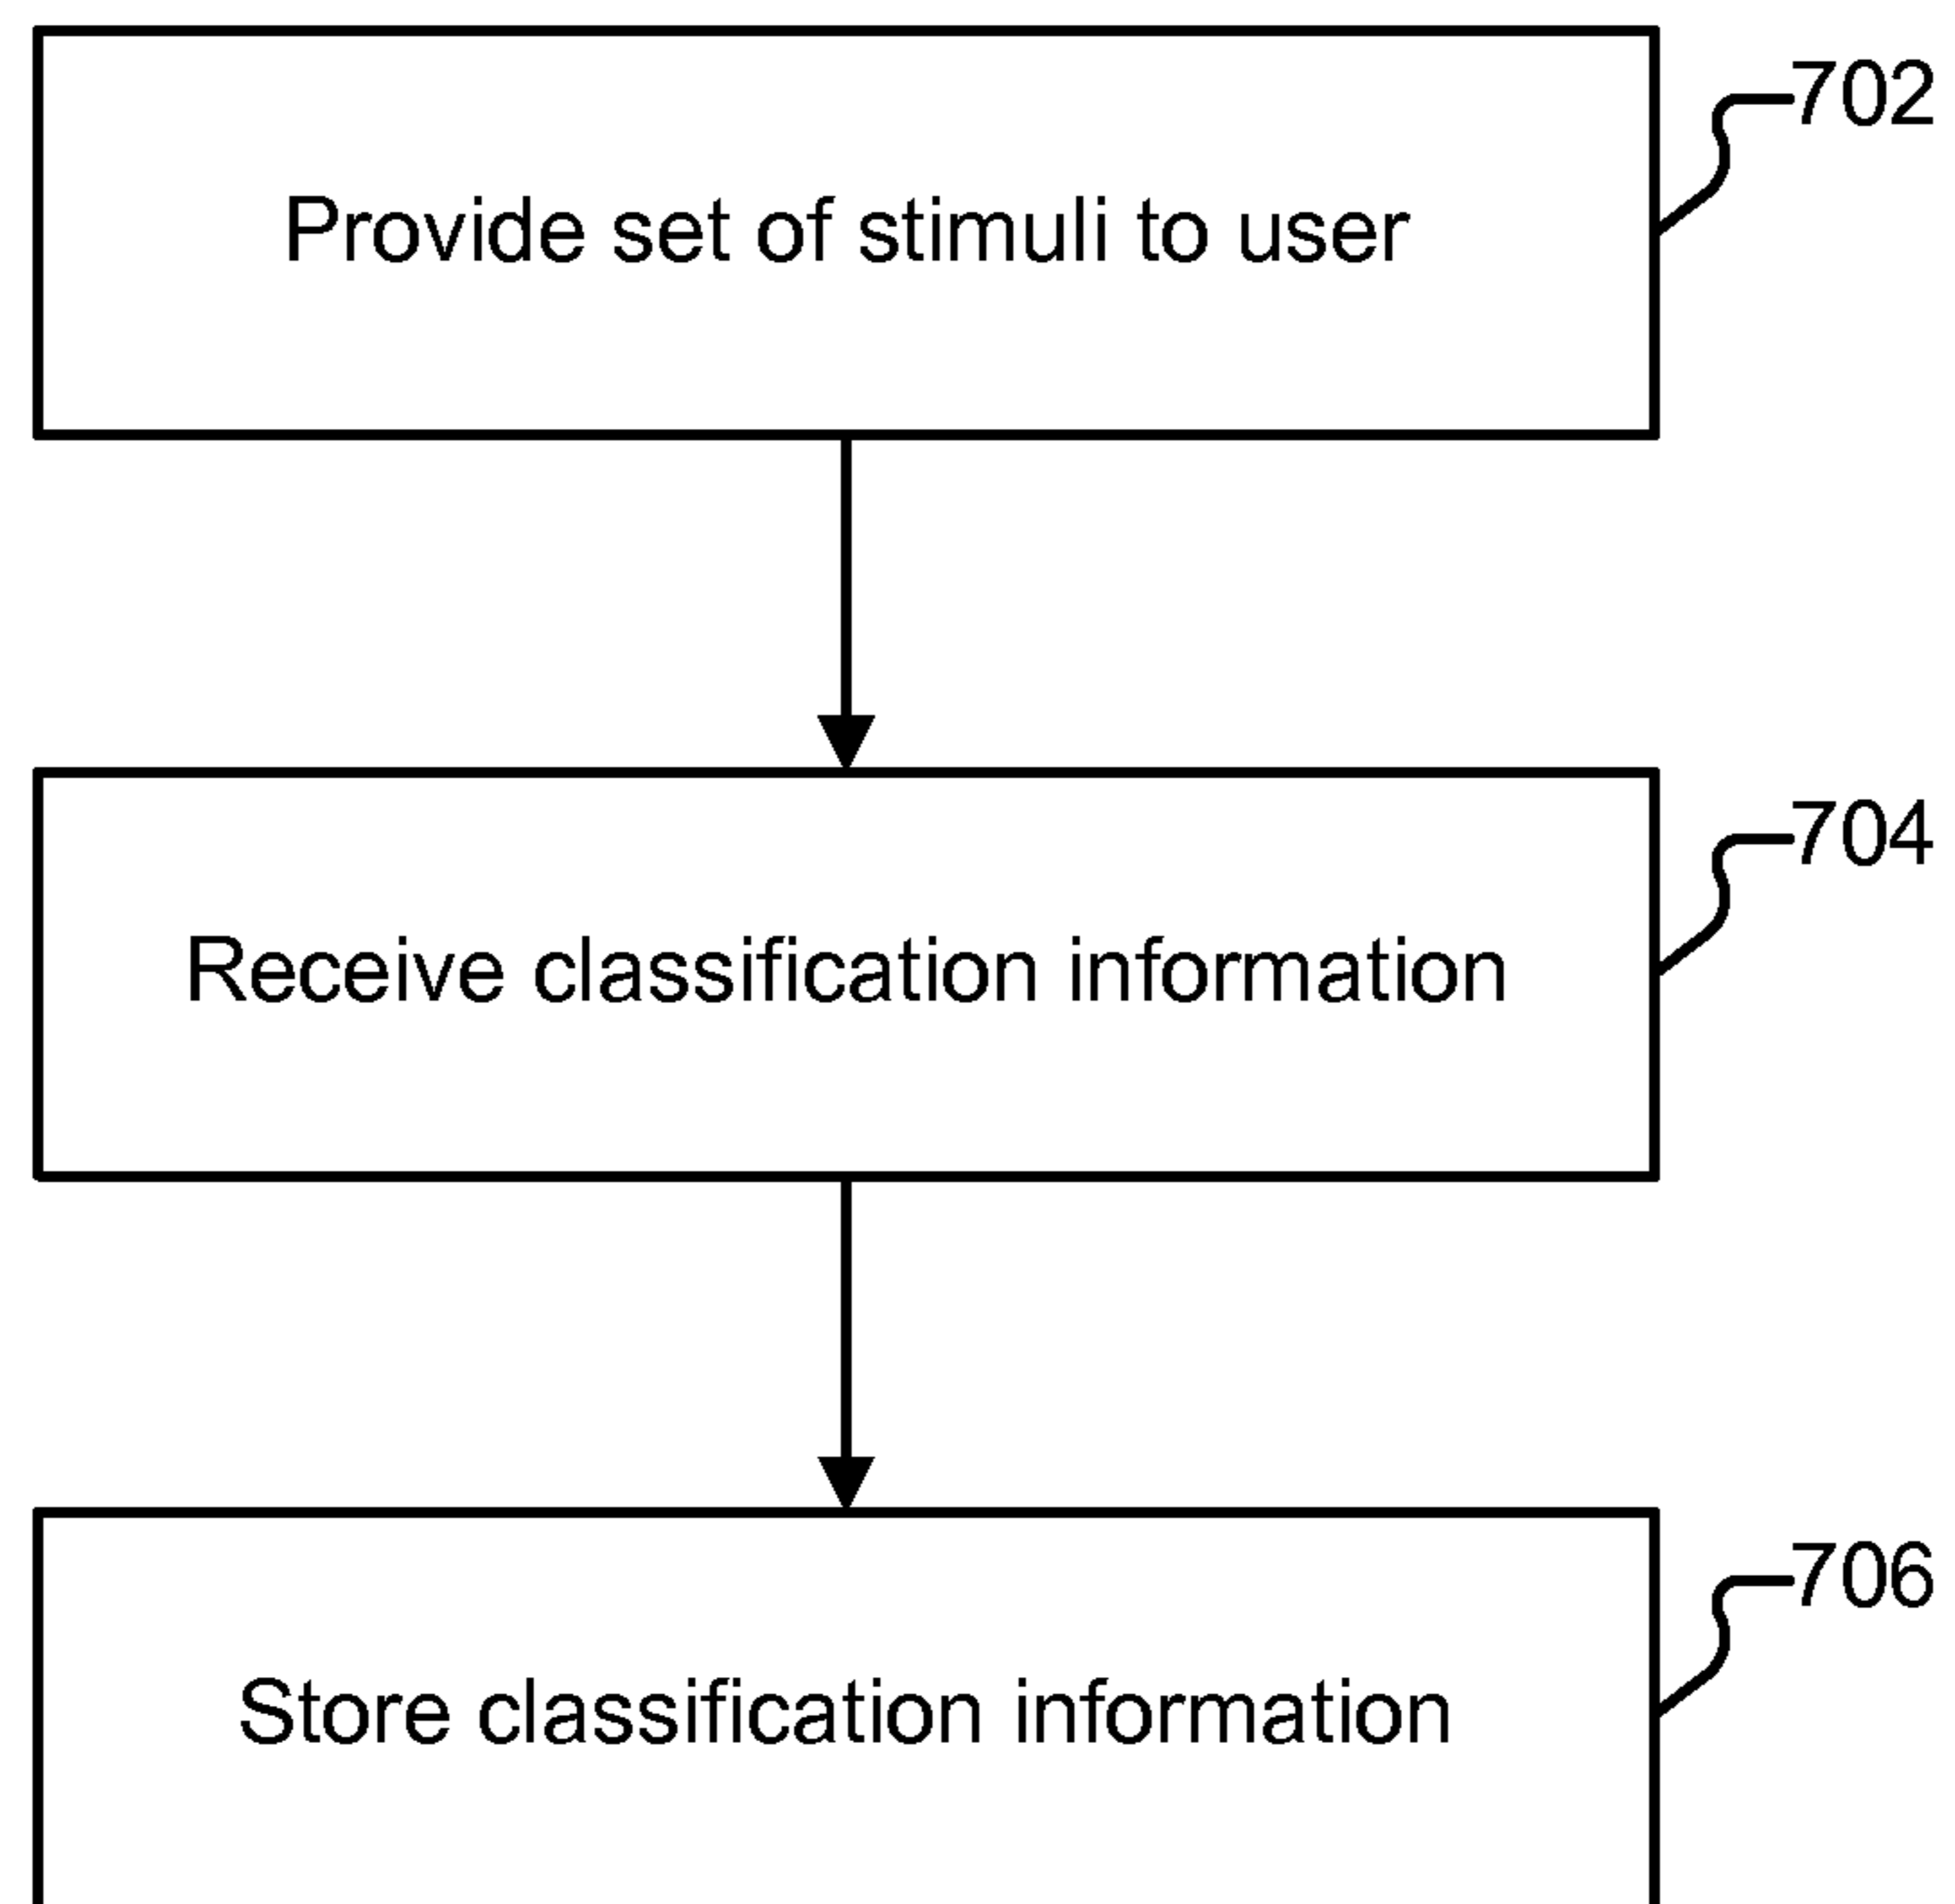 702
Provide set of stimuli to user
704
Receive classification information
706
Store classification information